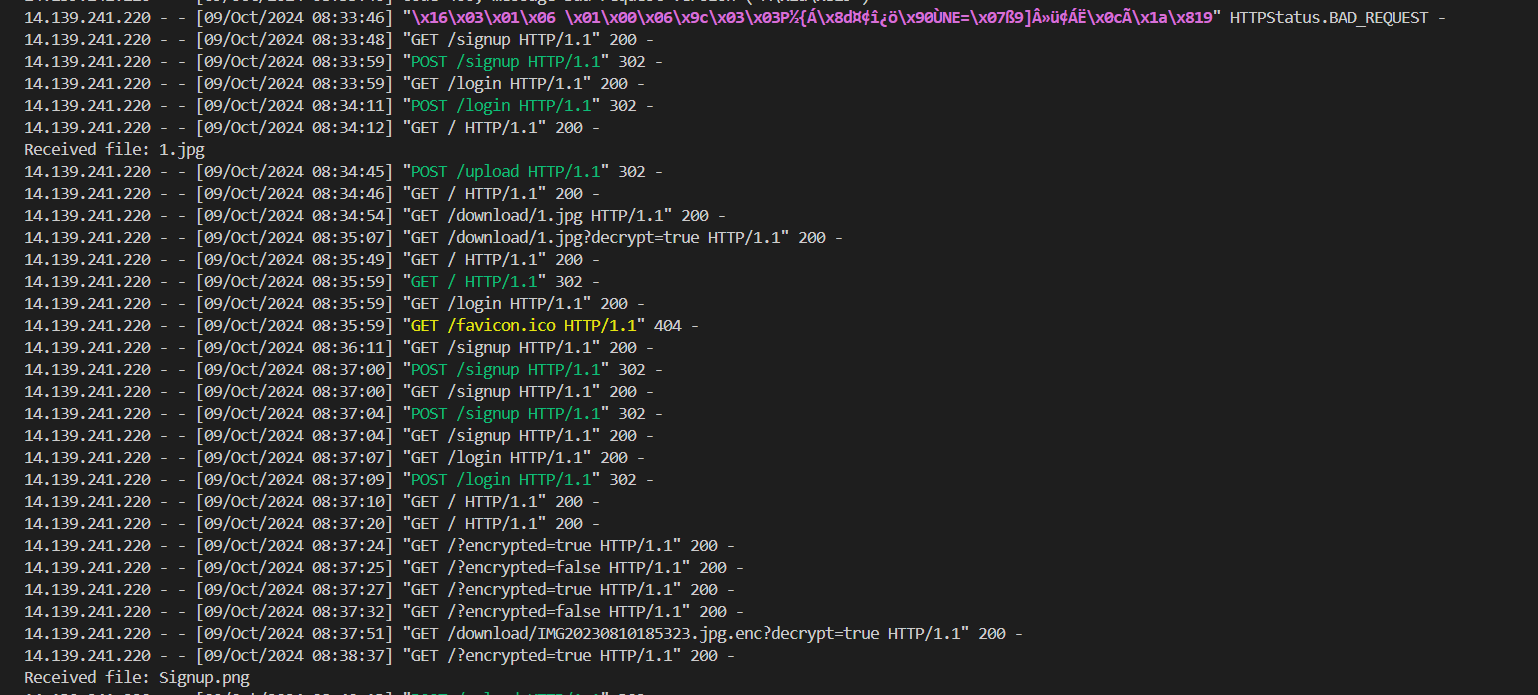 14.139.241.220 - - [09/Oct/2024 08:33:46] "\x16\x03\x01\x06 \x01\x00\x06\x9c\x03\x03P½{Á\x8d¤¢î¿ö\x90ÙNE=\x07ß9]Â»ü¢ÁË\x0cÃ\x1a\x819" HTTPStatus.BAD_REQUEST -
14.139.241.220 - - [09/Oct/2024 08:33:48] "GET /signup HTTP/1.1" 200 -
14.139.241.220 - - [09/Oct/2024 08:33:59] "POST /signup HTTP/1.1" 302 -
14.139.241.220 - - [09/Oct/2024 08:33:59] "GET /login HTTP/1.1" 200 -
14.139.241.220 - - [09/Oct/2024 08:34:11] "POST /login HTTP/1.1" 302 -
14.139.241.220 - - [09/Oct/2024 08:34:12] "GET / HTTP/1.1" 200 -
Received file: 1.jpg
14.139.241.220 - - [09/Oct/2024 08:34:45] "POST /upload HTTP/1.1" 302 -
14.139.241.220 - - [09/Oct/2024 08:34:46] "GET / HTTP/1.1" 200 -
14.139.241.220 - - [09/Oct/2024 08:34:54] "GET /download/1.jpg HTTP/1.1" 200 -
14.139.241.220 - - [09/Oct/2024 08:35:07] "GET /download/1.jpg?decrypt=true HTTP/1.1" 200 -
14.139.241.220 - - [09/Oct/2024 08:35:49] "GET / HTTP/1.1" 200 -
14.139.241.220 - - [09/Oct/2024 08:35:59] "GET / HTTP/1.1" 302 -
14.139.241.220 - - [09/Oct/2024 08:35:59] "GET /login HTTP/1.1" 200 -
14.139.241.220 - - [09/Oct/2024 08:35:59] "GET /favicon.ico HTTP/1.1" 404 -
14.139.241.220 - - [09/Oct/2024 08:36:11] "GET /signup HTTP/1.1" 200 -
14.139.241.220 - - [09/Oct/2024 08:37:00] "POST /signup HTTP/1.1" 302 -
14.139.241.220 - - [09/Oct/2024 08:37:00] "GET /signup HTTP/1.1" 200 -
14.139.241.220 - - [09/Oct/2024 08:37:04] "POST /signup HTTP/1.1" 302 -
14.139.241.220 - - [09/Oct/2024 08:37:04] "GET /signup HTTP/1.1" 200 -
14.139.241.220 - - [09/Oct/2024 08:37:07] "GET /login HTTP/1.1" 200 -
14.139.241.220 - - [09/Oct/2024 08:37:09] "POST /login HTTP/1.1" 302 -
14.139.241.220 - - [09/Oct/2024 08:37:10] "GET / HTTP/1.1" 200 -
14.139.241.220 - - [09/Oct/2024 08:37:20] "GET / HTTP/1.1" 200 -
14.139.241.220 - - [09/Oct/2024 08:37:24] "GET /?encrypted=true HTTP/1.1" 200 -
14.139.241.220 - - [09/Oct/2024 08:37:25] "GET /?encrypted=false HTTP/1.1" 200 -
14.139.241.220 - - [09/Oct/2024 08:37:27] "GET /?encrypted=true HTTP/1.1" 200 -
14.139.241.220 - - [09/Oct/2024 08:37:32] "GET /?encrypted=false HTTP/1.1" 200 -
14.139.241.220 - - [09/Oct/2024 08:37:51] "GET /download/IMG20230810185323.jpg.enc?decrypt=true HTTP/1.1" 200 -
14.139.241.220 - - [09/Oct/2024 08:38:37] "GET /?encrypted=true HTTP/1.1" 200 -
Received file: Signup.png